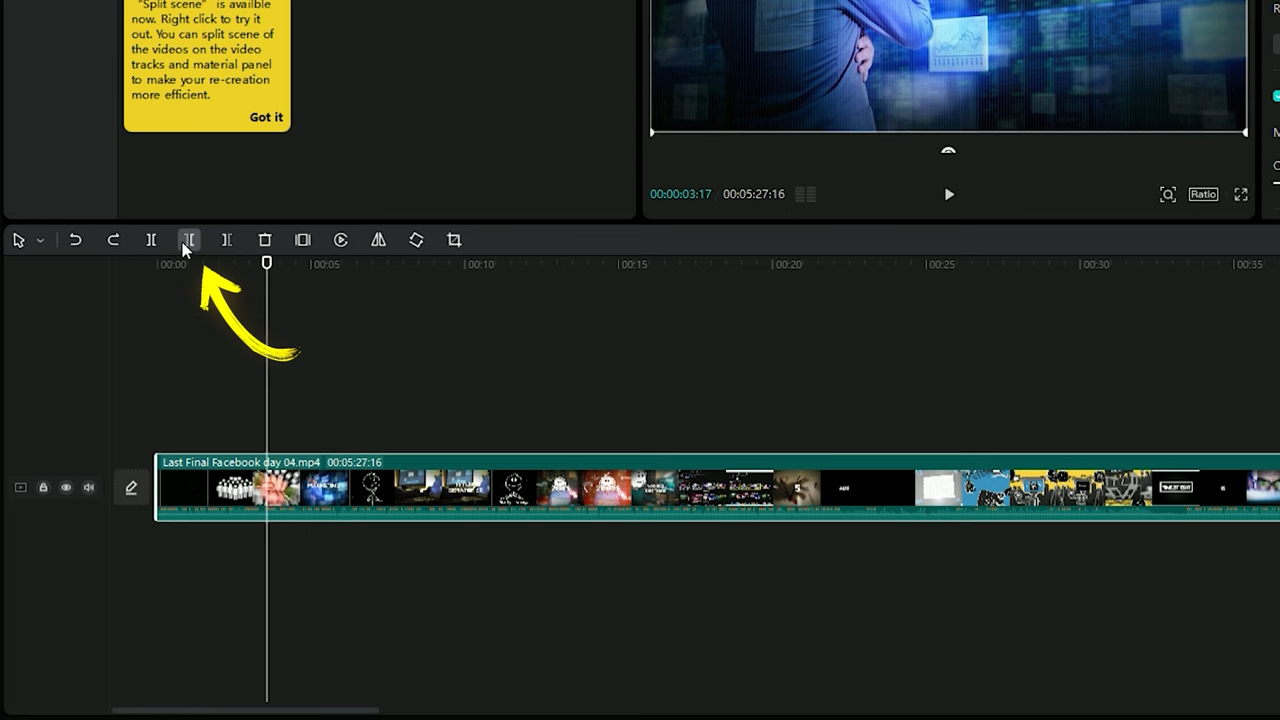 "Split scene" is availble
now. Right click to try it
out. You can split scene of
the videos on the video
tracks and material panel
to make your re-creation
more efficient.
Got it
00:00:03:17 00:05:27:16
Ratio
00:00 00:05 00:10 00:15 00:20 00:25 00:30 00:35
Last Final Facebook day 04.mp4 00:05:27:16